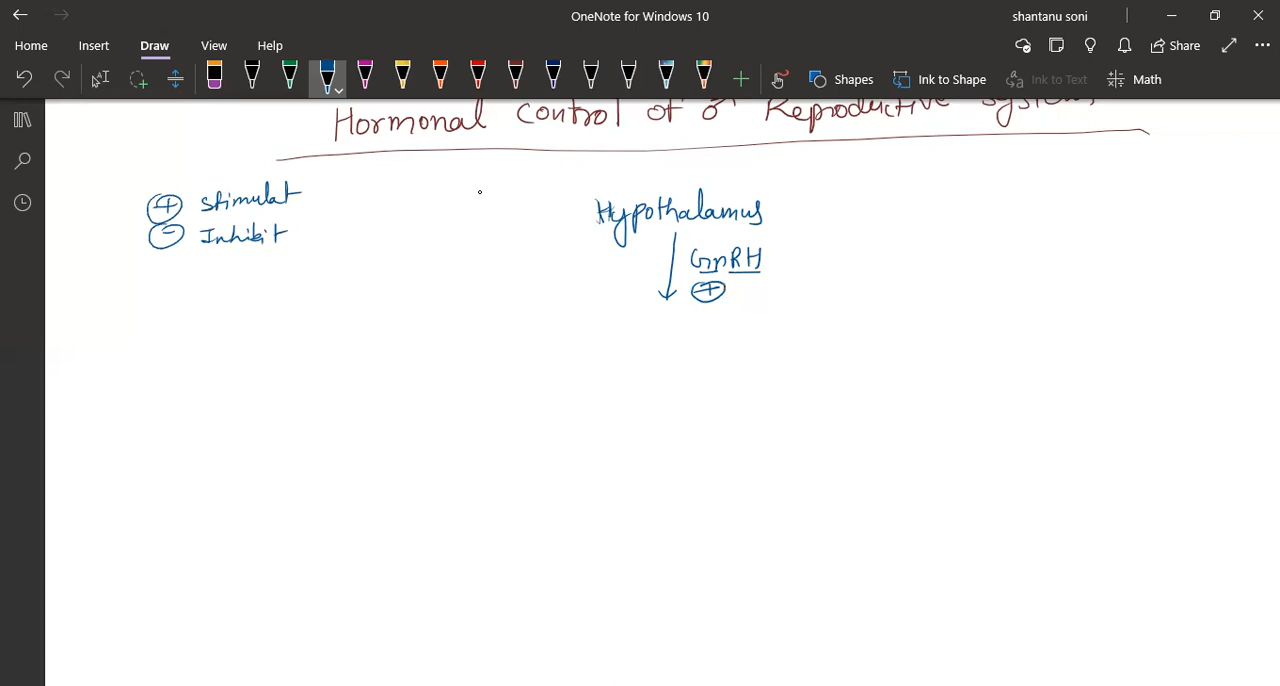 OneNote for Windows 10
shantanu soni
Home Insert Draw View Help
Share
Shapes Ink to Shape Ink to Text Math
Hormonal Control of ♂ Reproductive System
⊕ Stimulat
⊖ Inhibit
Hypothalamus
GnRH
⊕